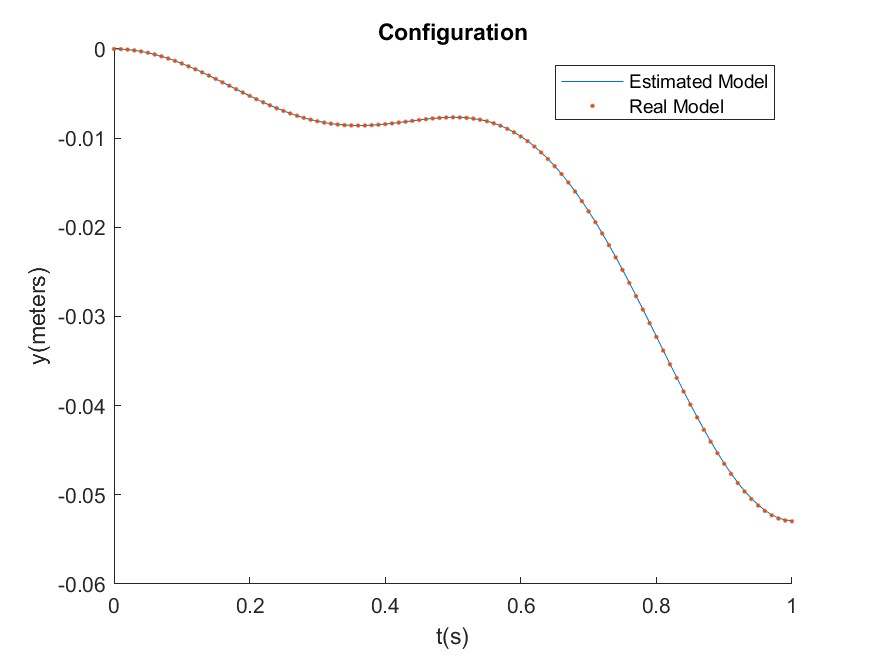 Configuration
Estimated Model
Real Model
0
-0.01
-0.02
-0.03
-0.04
-0.05
-0.06
y(meters)
0
0.2
0.4
0.6
0.8
1
t(s)